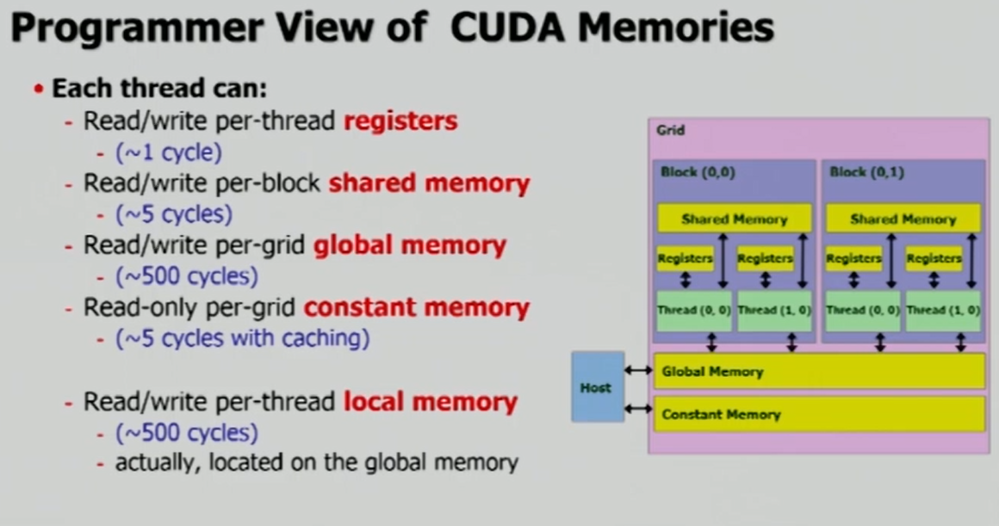 Programmer View of CUDA Memories
• Each thread can:
- Read/write per-thread registers
- (~1 cycle)
- Read/write per-block shared memory
- (~5 cycles)
- Read/write per-grid global memory
- (~500 cycles)
- Read-only per-grid constant memory
- (~5 cycles with caching)
- Read/write per-thread local memory
- (~500 cycles)
- actually, located on the global memory
Grid
Block (0,0)
Block (0,1)
Shared Memory
Shared Memory
Registers
Registers
Registers
Registers
Thread (0, 0)
Thread (1, 0)
Thread (0, 0)
Thread (1, 0)
Host
Global Memory
Constant Memory